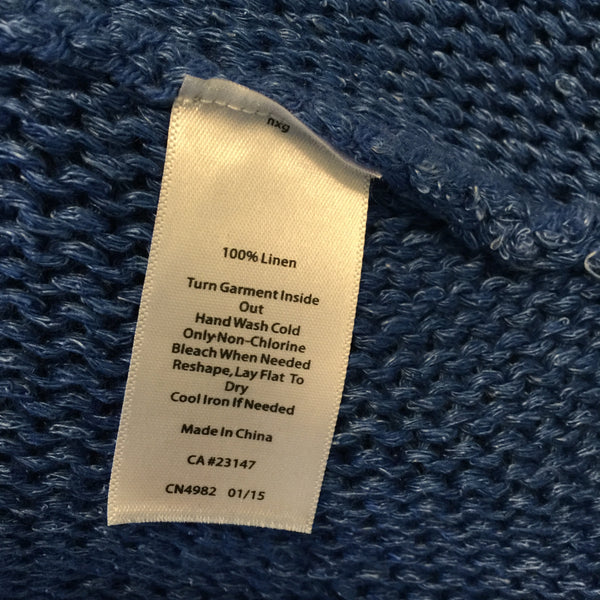 nxg
100% Linen
Turn Garment Inside
Out
Hand Wash Cold
Only-Non-Chlorine
Bleach When Needed
Reshape, Lay Flat To
Dry
Cool Iron If Needed
Made In China
CA #23147
CN4982 01/15